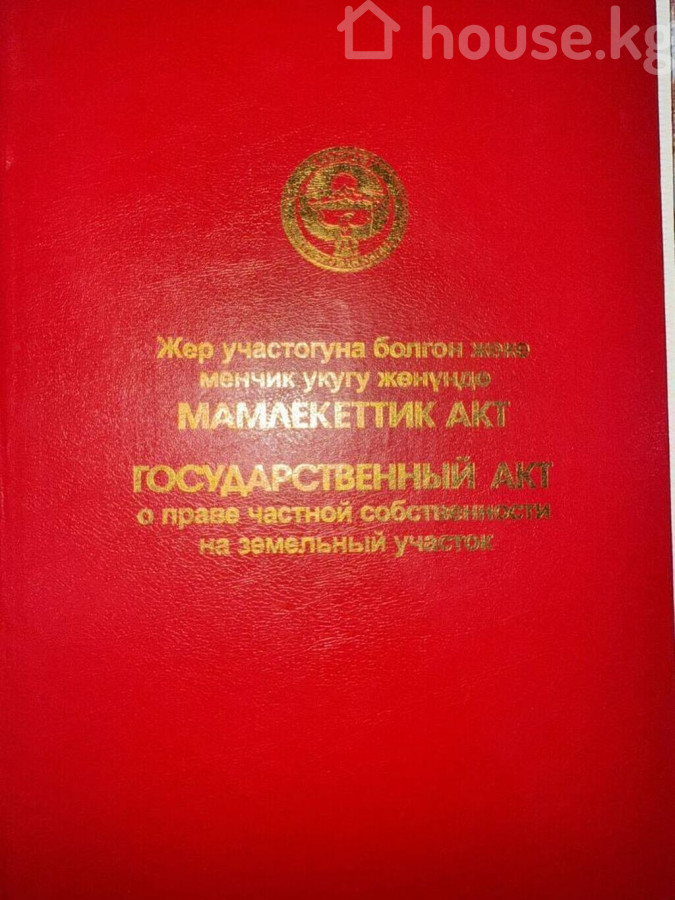 house.kg
Жер участогуна болгон жеке
менчик укугу жөнүндө
МАМЛЕКЕТТИК АКТ
ГОСУДАРСТВЕННЫЙ АКТ
о праве частной собственности
на земельный участок